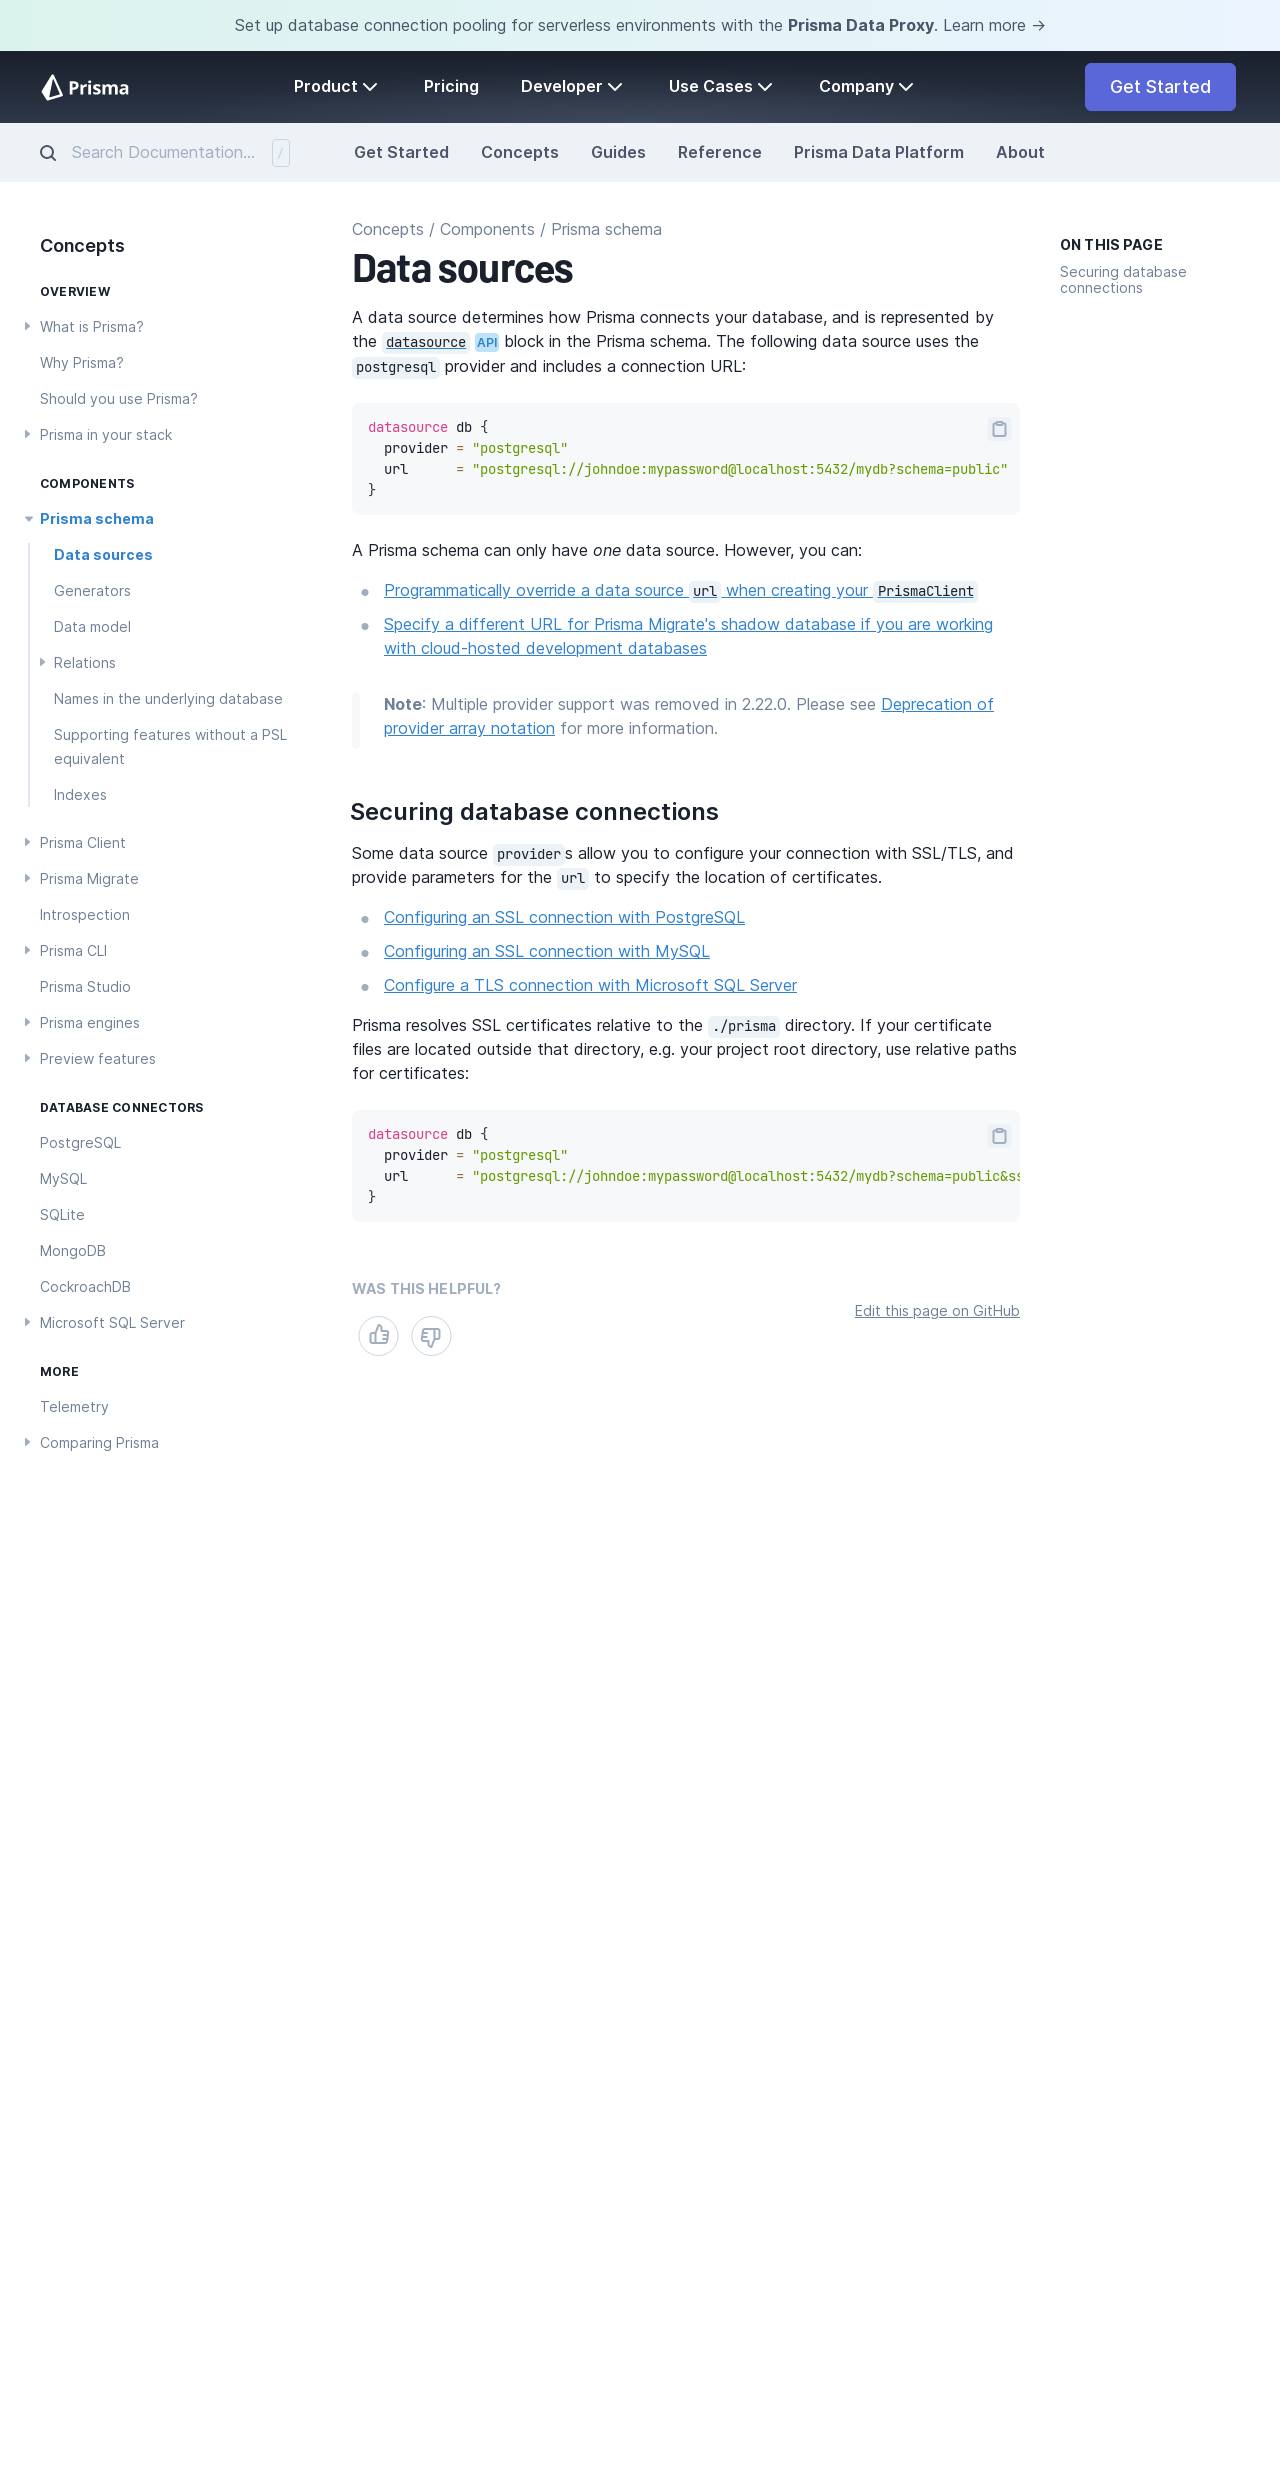 Set up database connection pooling for serverless environments with the Prisma Data Proxy. Learn more →
Prisma
Product
Pricing
Developer
Use Cases
Company
Get Started
Search Documentation...
/
Get Started
Concepts
Guides
Reference
Prisma Data Platform
About
Concepts
OVERVIEW
What is Prisma?
Why Prisma?
Should you use Prisma?
Prisma in your stack
COMPONENTS
Prisma schema
Data sources
Generators
Data model
Relations
Names in the underlying database
Supporting features without a PSL
equivalent
Indexes
Prisma Client
Prisma Migrate
Introspection
Prisma CLI
Prisma Studio
Prisma engines
Preview features
DATABASE CONNECTORS
PostgreSQL
MySQL
SQLite
MongoDB
CockroachDB
Microsoft SQL Server
MORE
Telemetry
Comparing Prisma
Concepts / Components / Prisma schema
Data sources
A data source determines how Prisma connects your database, and is represented by
the datasource API block in the Prisma schema. The following data source uses the
postgresql provider and includes a connection URL:
datasource db {
  provider = "postgresql"
  url      = "postgresql://johndoe:mypassword@localhost:5432/mydb?schema=public"
}
A Prisma schema can only have one data source. However, you can:
Programmatically override a data source url when creating your PrismaClient
Specify a different URL for Prisma Migrate's shadow database if you are working
with cloud-hosted development databases
Note: Multiple provider support was removed in 2.22.0. Please see Deprecation of
provider array notation for more information.
Securing database connections
Some data source providers allow you to configure your connection with SSL/TLS, and
provide parameters for the url to specify the location of certificates.
Configuring an SSL connection with PostgreSQL
Configuring an SSL connection with MySQL
Configure a TLS connection with Microsoft SQL Server
Prisma resolves SSL certificates relative to the ./prisma directory. If your certificate
files are located outside that directory, e.g. your project root directory, use relative paths
for certificates:
datasource db {
  provider = "postgresql"
  url      = "postgresql://johndoe:mypassword@localhost:5432/mydb?schema=public&ss
}
WAS THIS HELPFUL?
Edit this page on GitHub
ON THIS PAGE
Securing database
connections